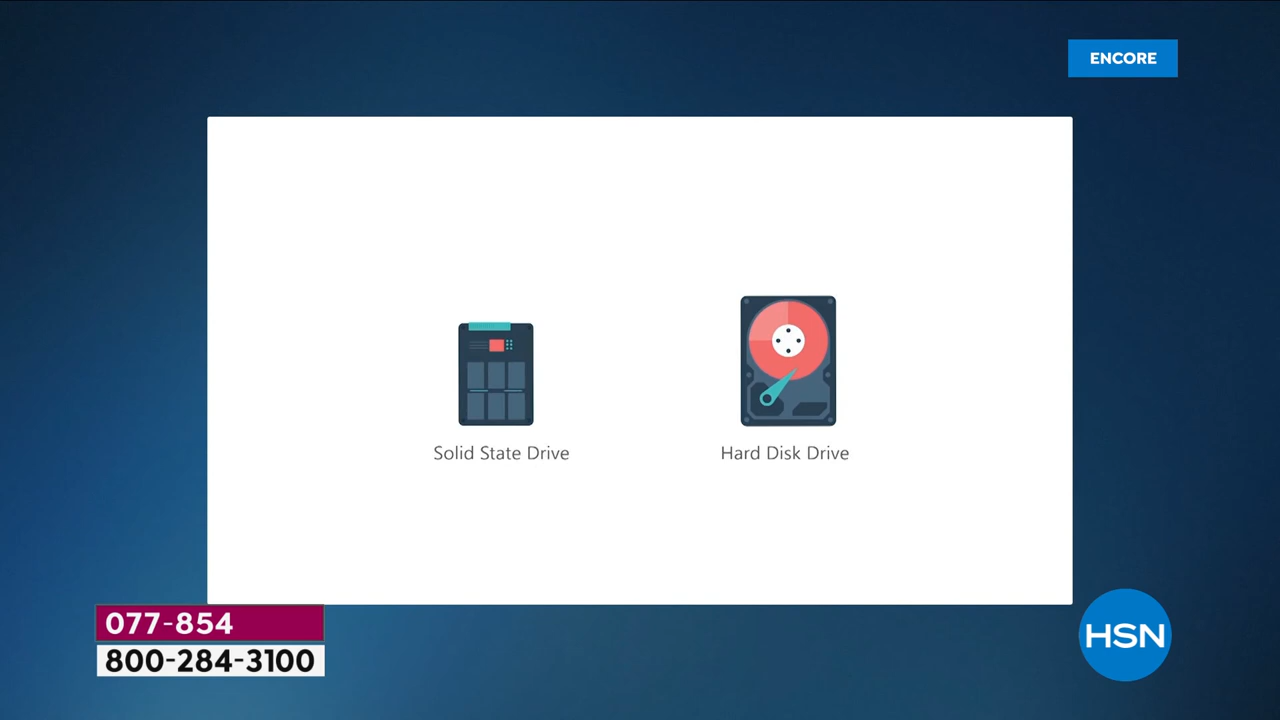 ENCORE
Solid State Drive
Hard Disk Drive
077-854
800-284-3100
HSN